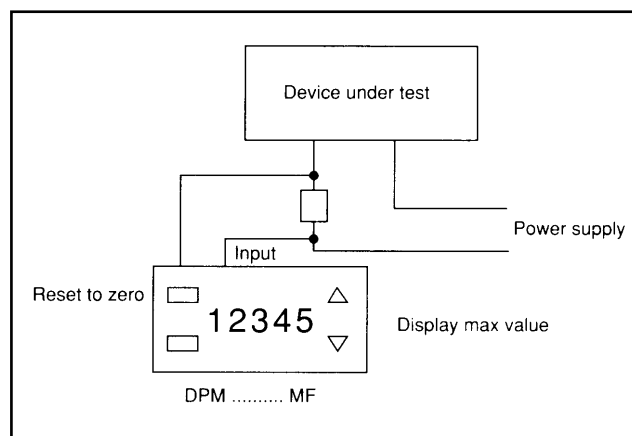 Device under test
Power supply
Input
Reset to zero
12345
Display max value
DPM .......... MF